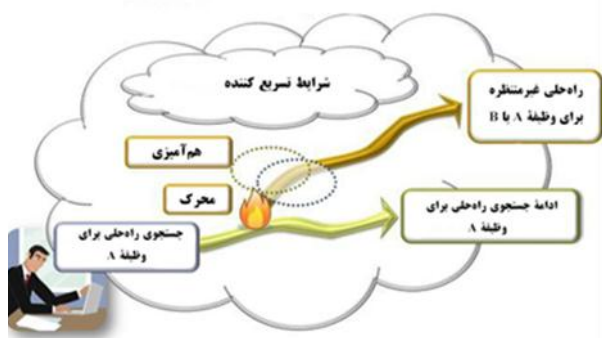 شرایط تسریع کننده
راه‌حلی غیرمنتظره
برای وظیفهٔ A یا B
هم‌آمیزی
محرک
ادامهٔ جستجوی راه‌حلی برای
وظیفهٔ A
جستجوی راه‌حلی برای
وظیفهٔ A